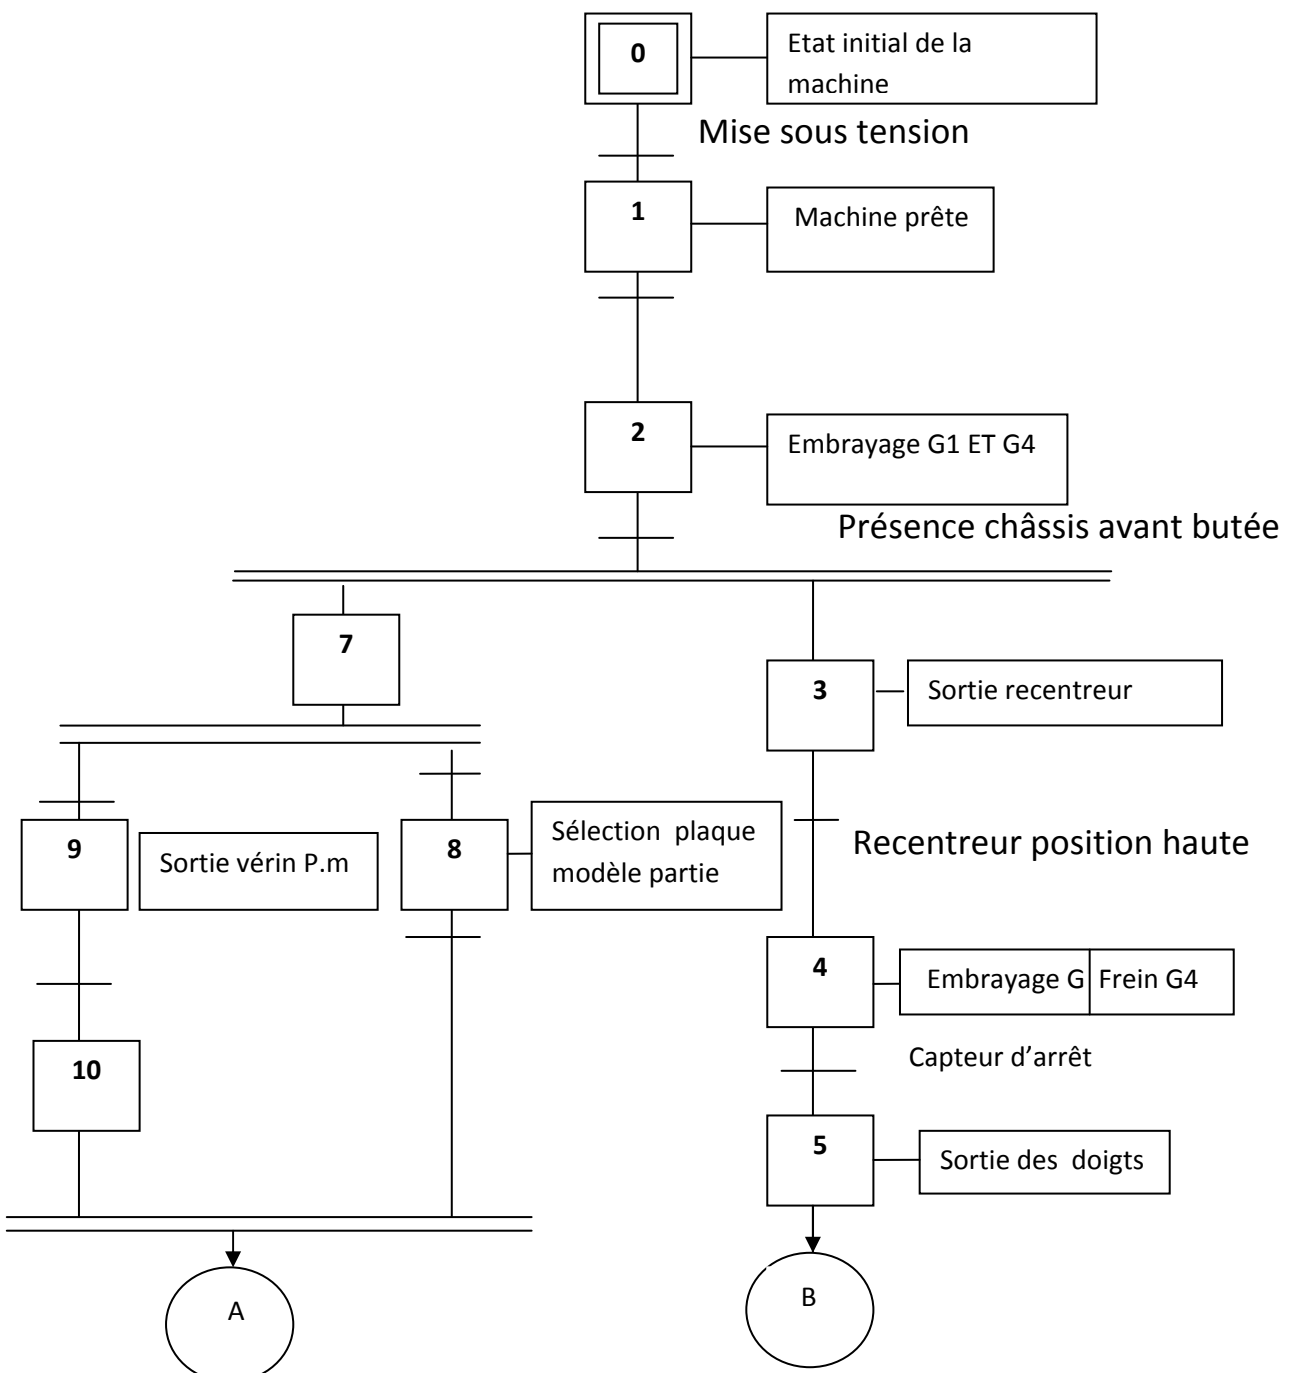 0
Etat initial de la
machine
Mise sous tension
1
Machine prête
2
Embrayage G1 ET G4
Présence châssis avant butée
7
3
Sortie recentreur
9
Sortie vérin P.m
8
Sélection plaque
modèle partie
Recentreur position haute
4
Embrayage G
Frein G4
Capteur d’arrêt
10
5
Sortie des doigts
A
B